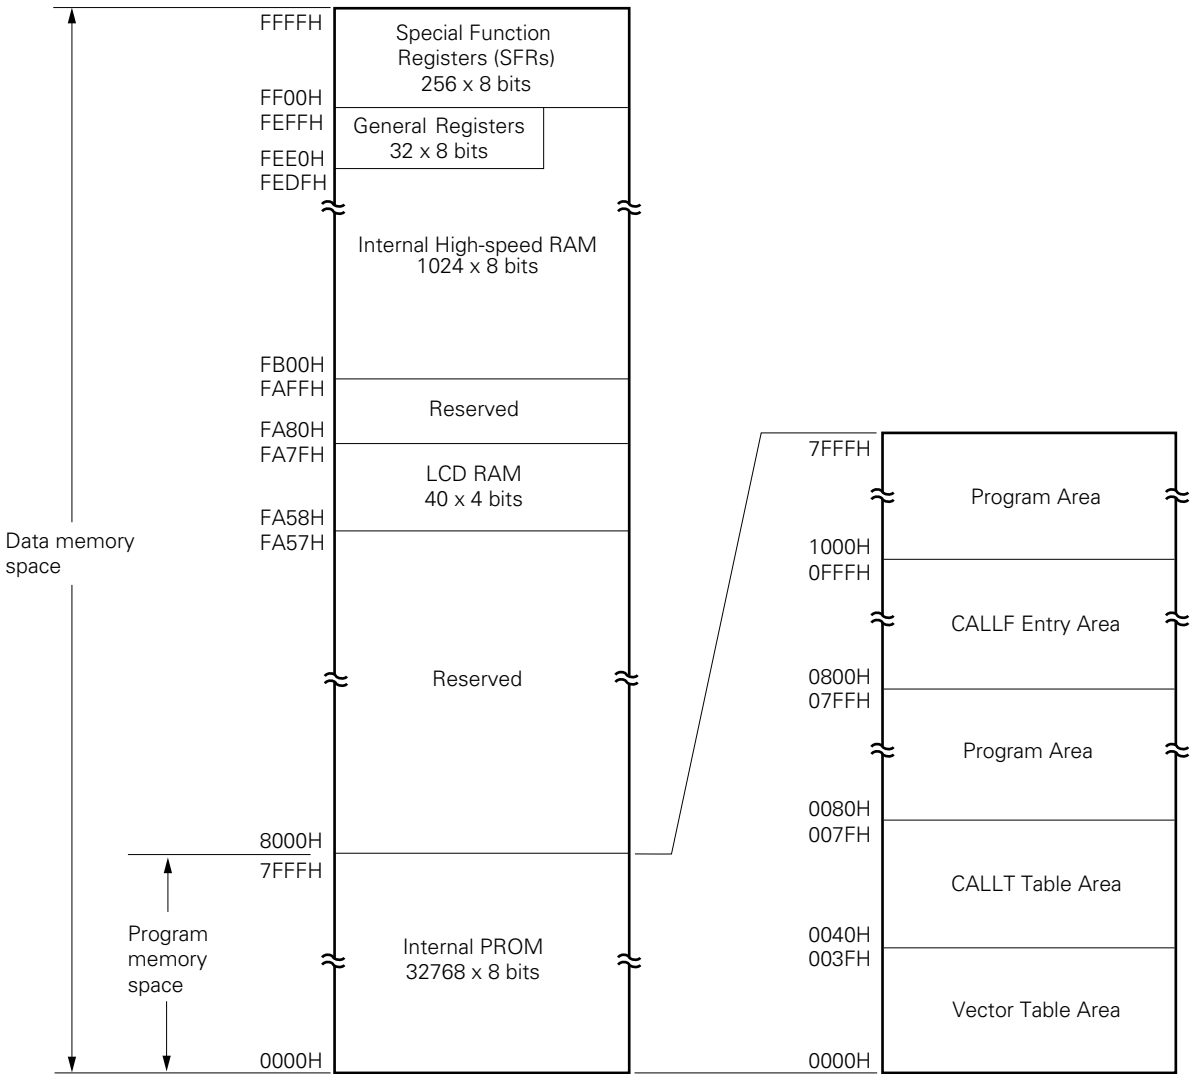 FFFFH
Special Function
Registers (SFRs)
256 x 8 bits
FF00H
FEFFH
General Registers
32 x 8 bits
FEE0H
FEDFH
Internal High-speed RAM
1024 x 8 bits
FB00H
FAFFH
Reserved
FA80H
FA7FH
LCD RAM
40 x 4 bits
FA58H
FA57H
Data memory
space
Reserved
8000H
7FFFH
Program
memory
space
Internal PROM
32768 x 8 bits
0000H
7FFFH
Program Area
1000H
0FFFH
CALLF Entry Area
0800H
07FFH
Program Area
0080H
007FH
CALLT Table Area
0040H
003FH
Vector Table Area
0000H